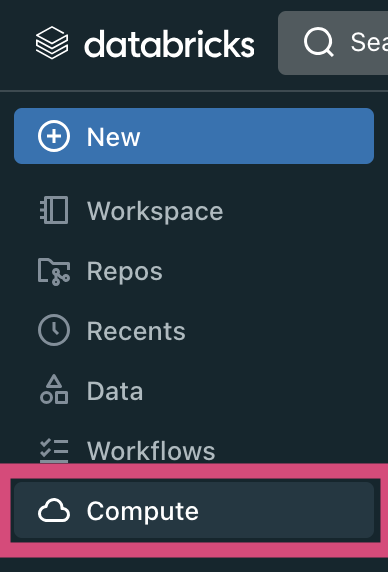 databricks
New
Workspace
Repos
Recents
Data
Workflows
Compute